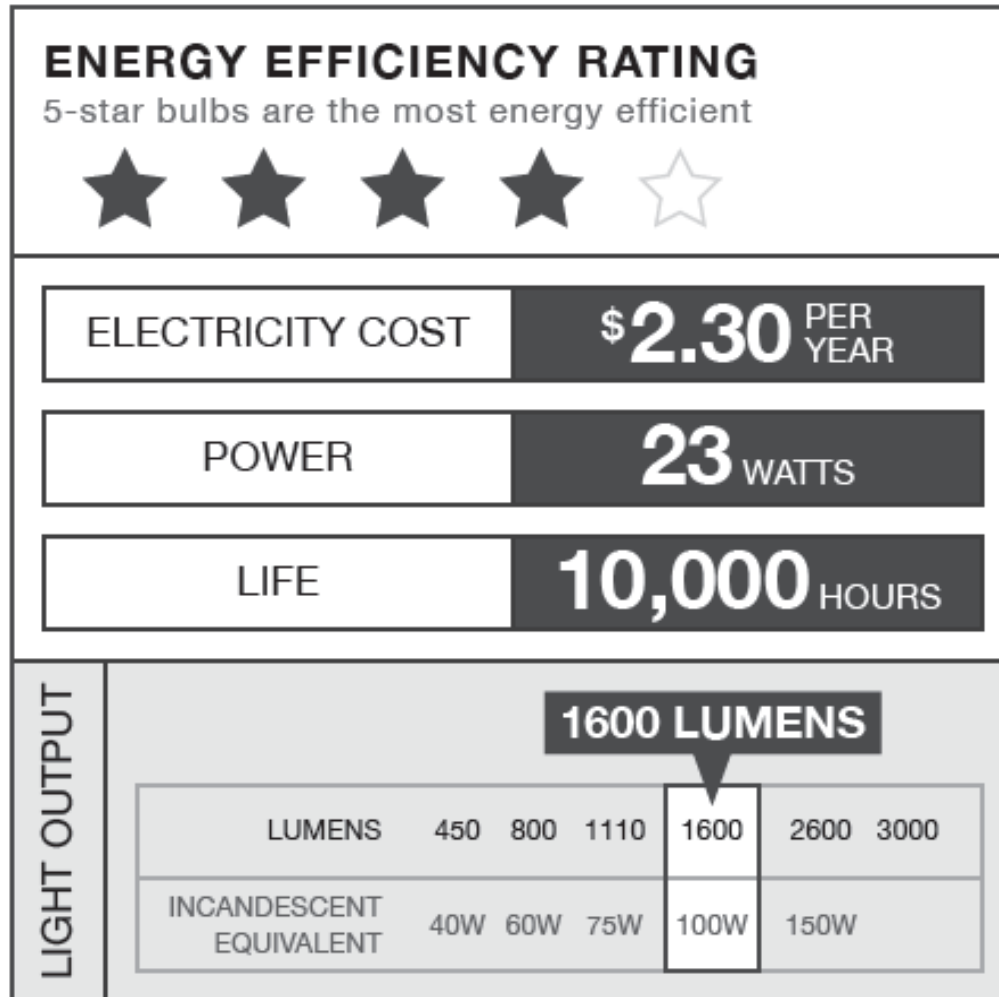 ENERGY EFFICIENCY RATING
5-star bulbs are the most energy efficient
ELECTRICITY COST $2.30 PER YEAR
POWER 23 WATTS
LIFE 10,000 HOURS
LIGHT OUTPUT
1600 LUMENS
LUMENS 450 800 1110 1600 2600 3000
INCANDESCENT EQUIVALENT 40W 60W 75W 100W 150W